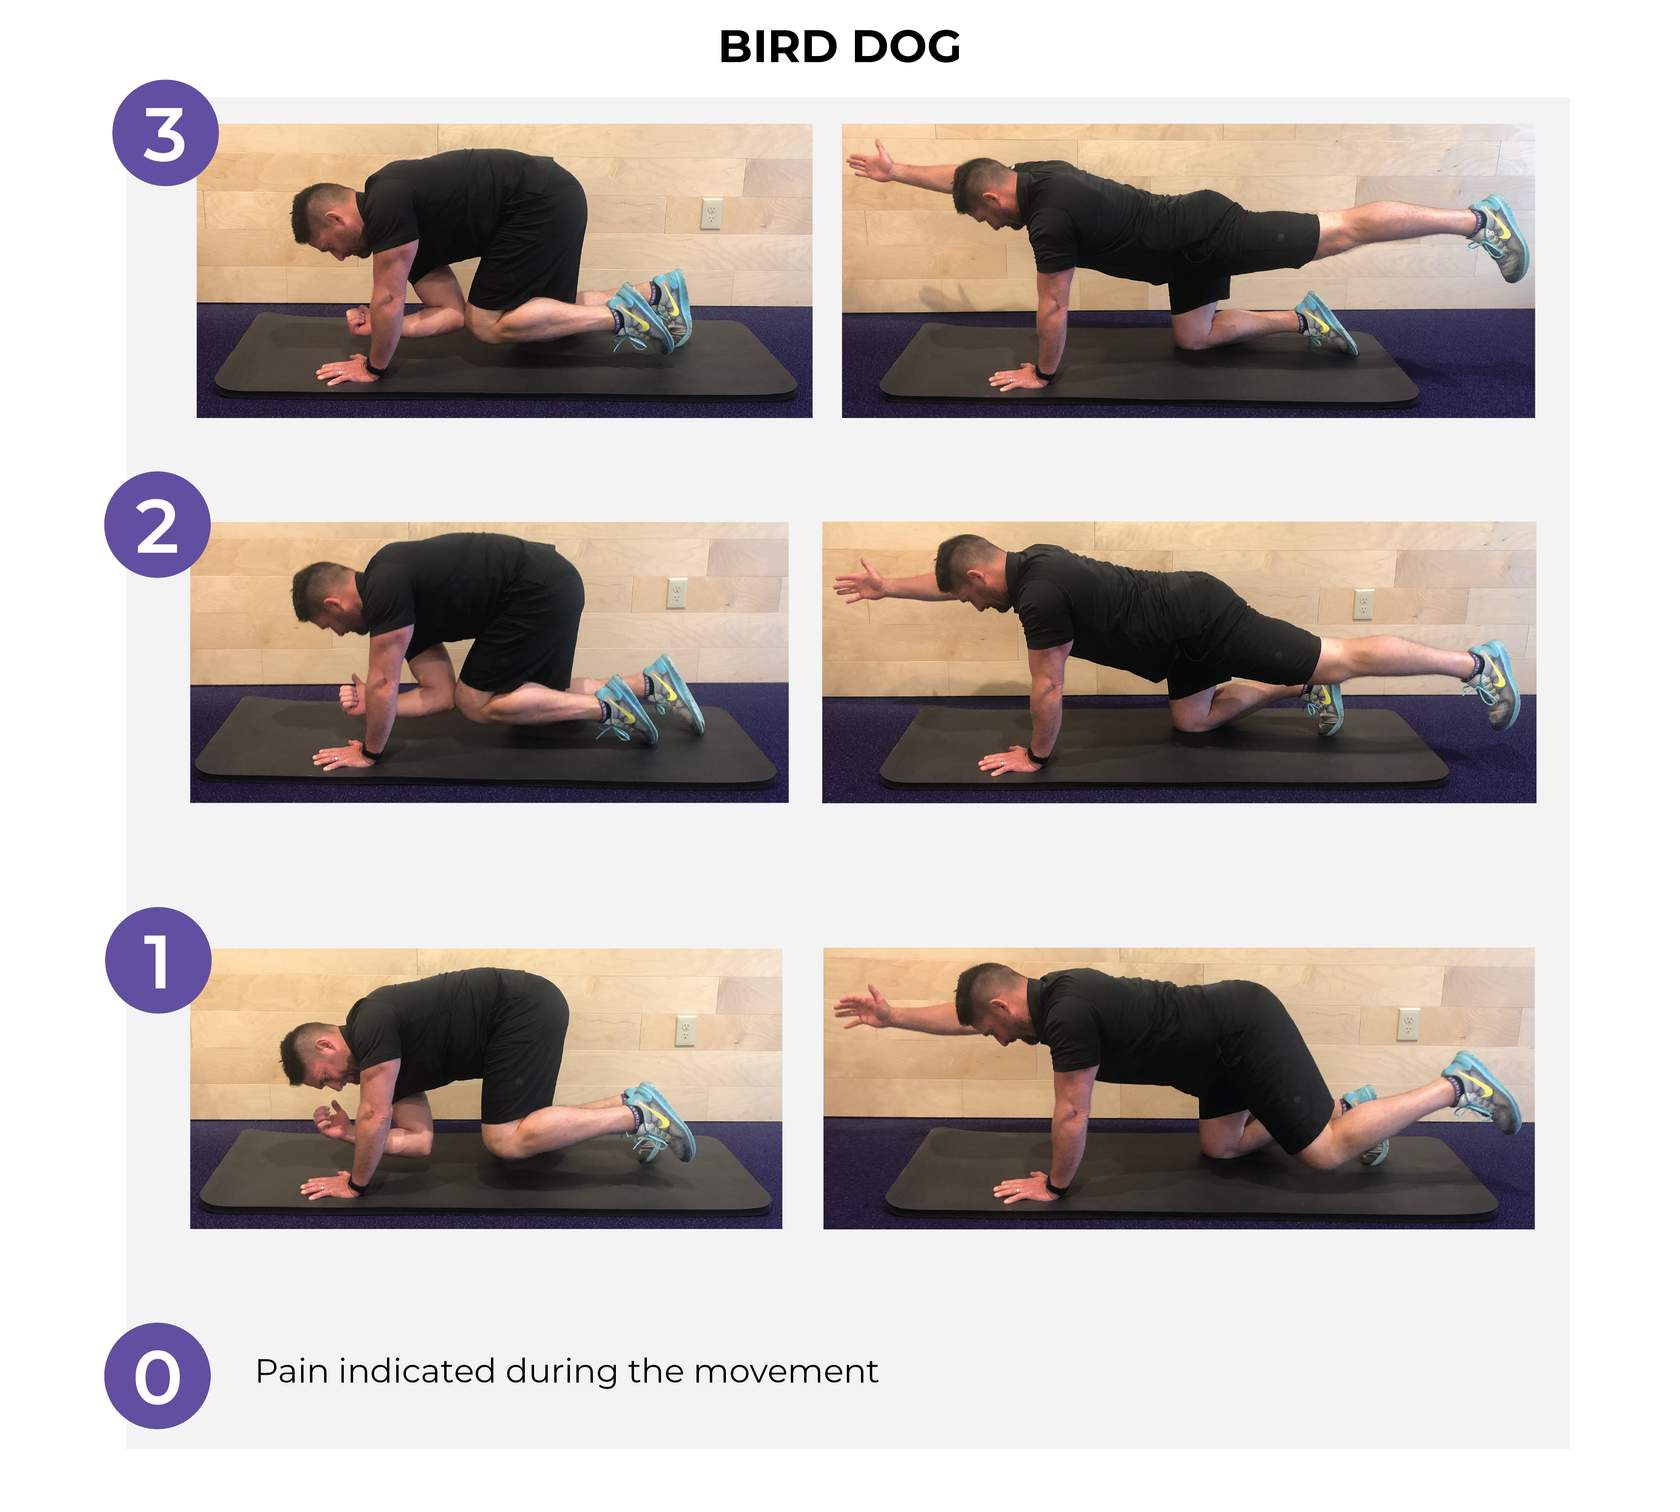 BIRD DOG
3
2
1
0
Pain indicated during the movement